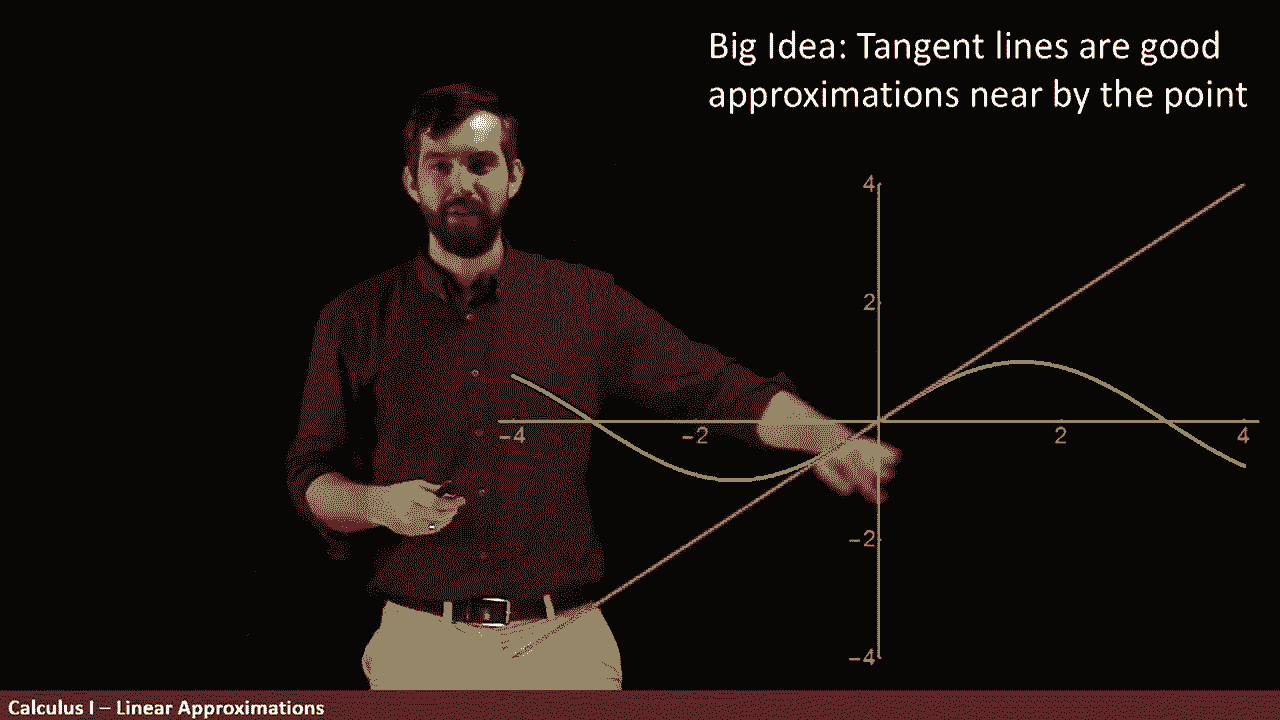 Big Idea: Tangent lines are good
approximations near by the point
4
2
−4
−2
2
4
−2
−4
Calculus I – Linear Approximations